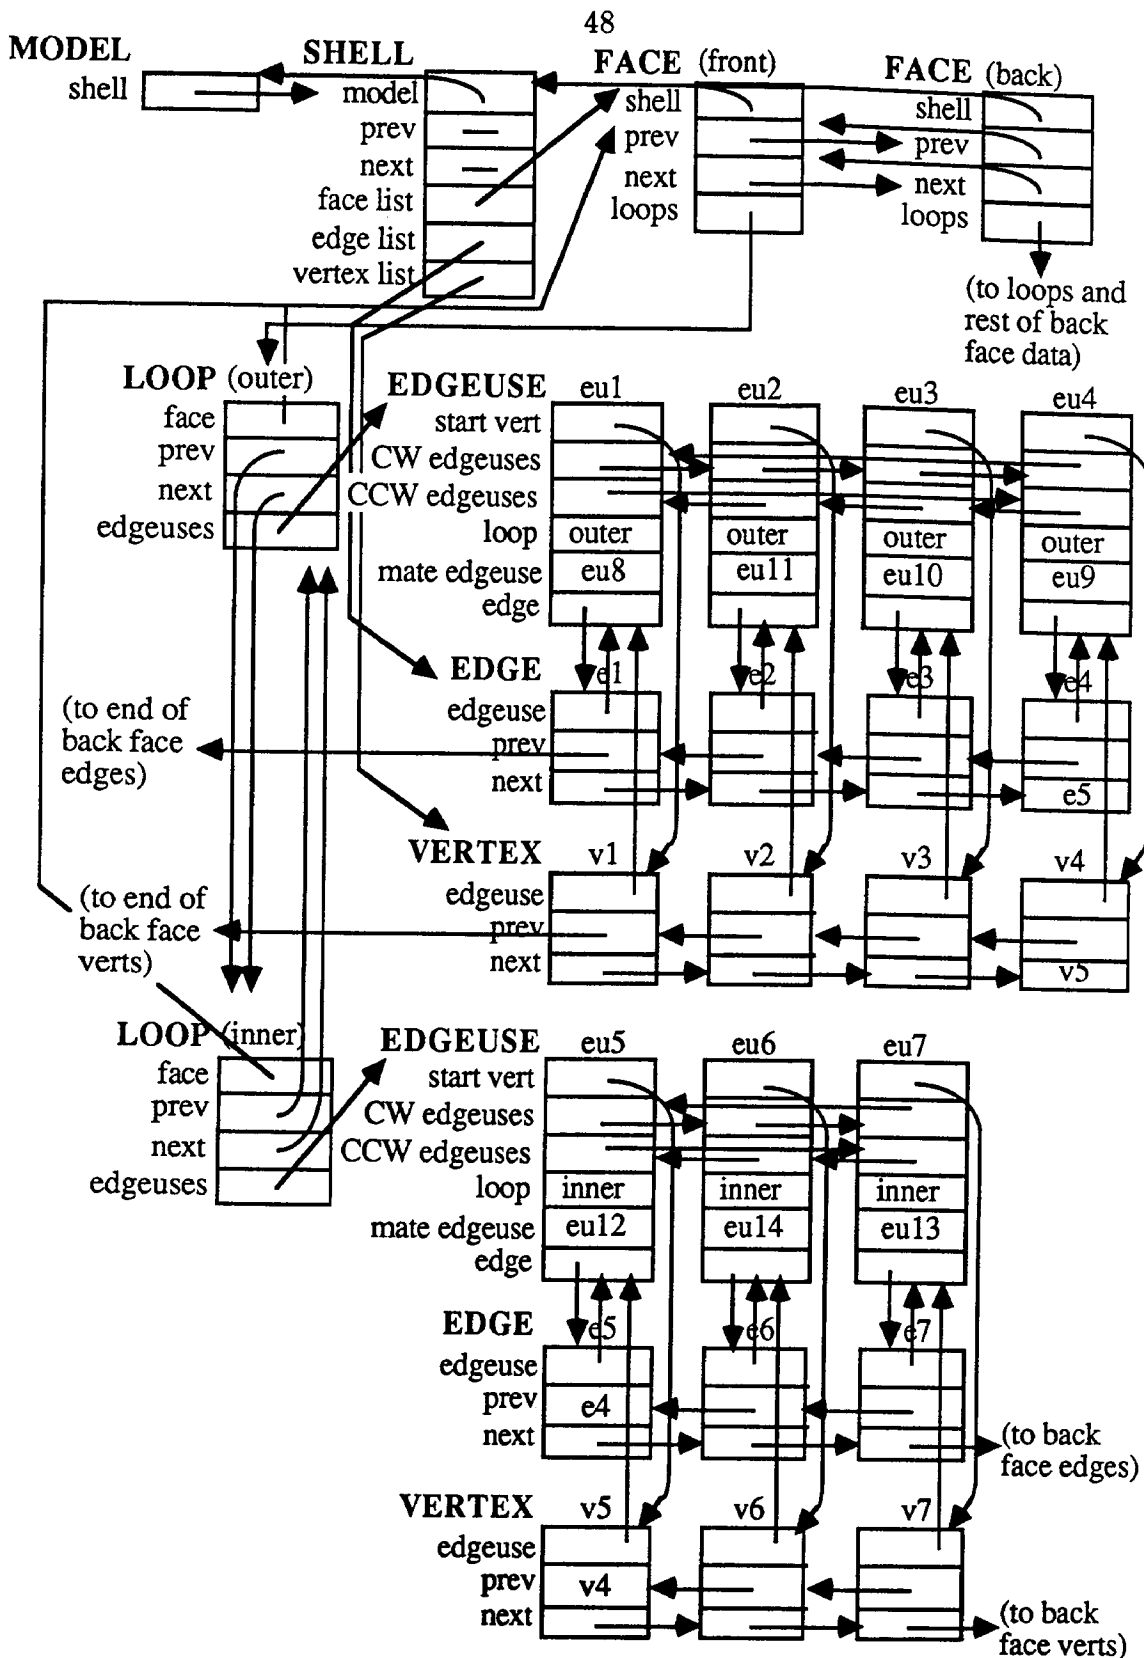 48
MODEL
shell
SHELL
model
prev
next
face list
edge list
vertex list
FACE (front)
shell
prev
next
loops
FACE (back)
shell
prev
next
loops
(to loops and
rest of back
face data)
LOOP (outer)
face
prev
next
edgeuses
EDGEUSE eu1 eu2 eu3 eu4
start vert
CW edgeuses
CCW edgeuses
loop outer outer outer outer
mate edgeuse eu8 eu11 eu10 eu9
edge
EDGE e1 e2 e3 e4
edgeuse
prev
next e5
(to end of
back face
edges)
VERTEX v1 v2 v3 v4
edgeuse
prev
next v5
(to end of
back face
verts)
LOOP (inner)
face
prev
next
edgeuses
EDGEUSE eu5 eu6 eu7
start vert
CW edgeuses
CCW edgeuses
loop inner inner inner
mate edgeuse eu12 eu14 eu13
edge
EDGE e5 e6 e7
edgeuse
prev e4
next
(to back
face edges)
VERTEX v5 v6 v7
edgeuse
prev v4
next
(to back
face verts)